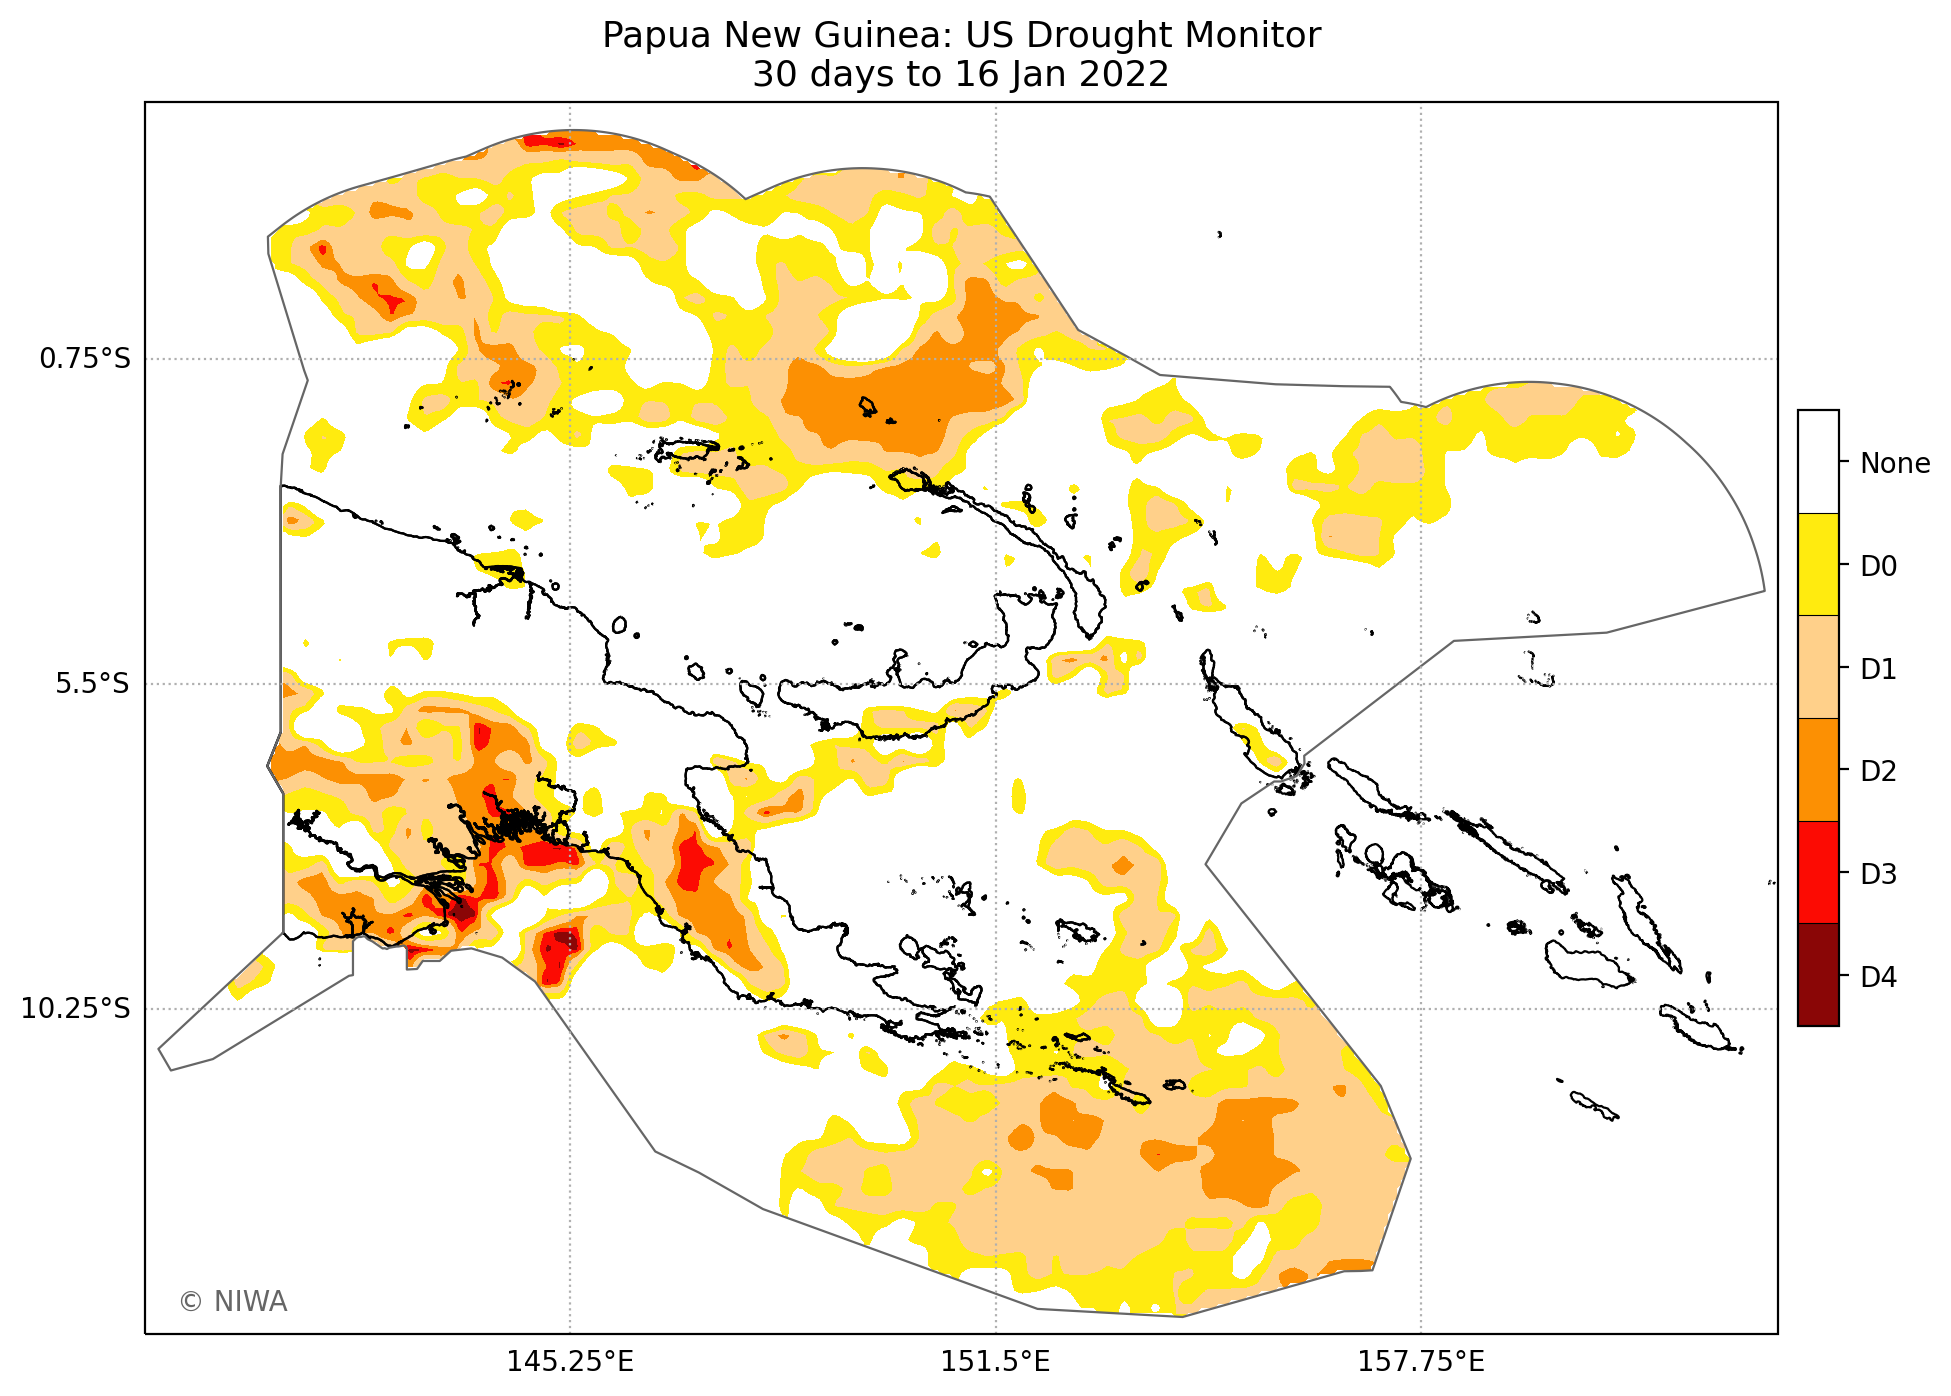 Papua New Guinea: US Drought Monitor
30 days to 16 Jan 2022
0.75°S
5.5°S
10.25°S
145.25°E
151.5°E
157.75°E
None
D0
D1
D2
D3
D4
© NIWA